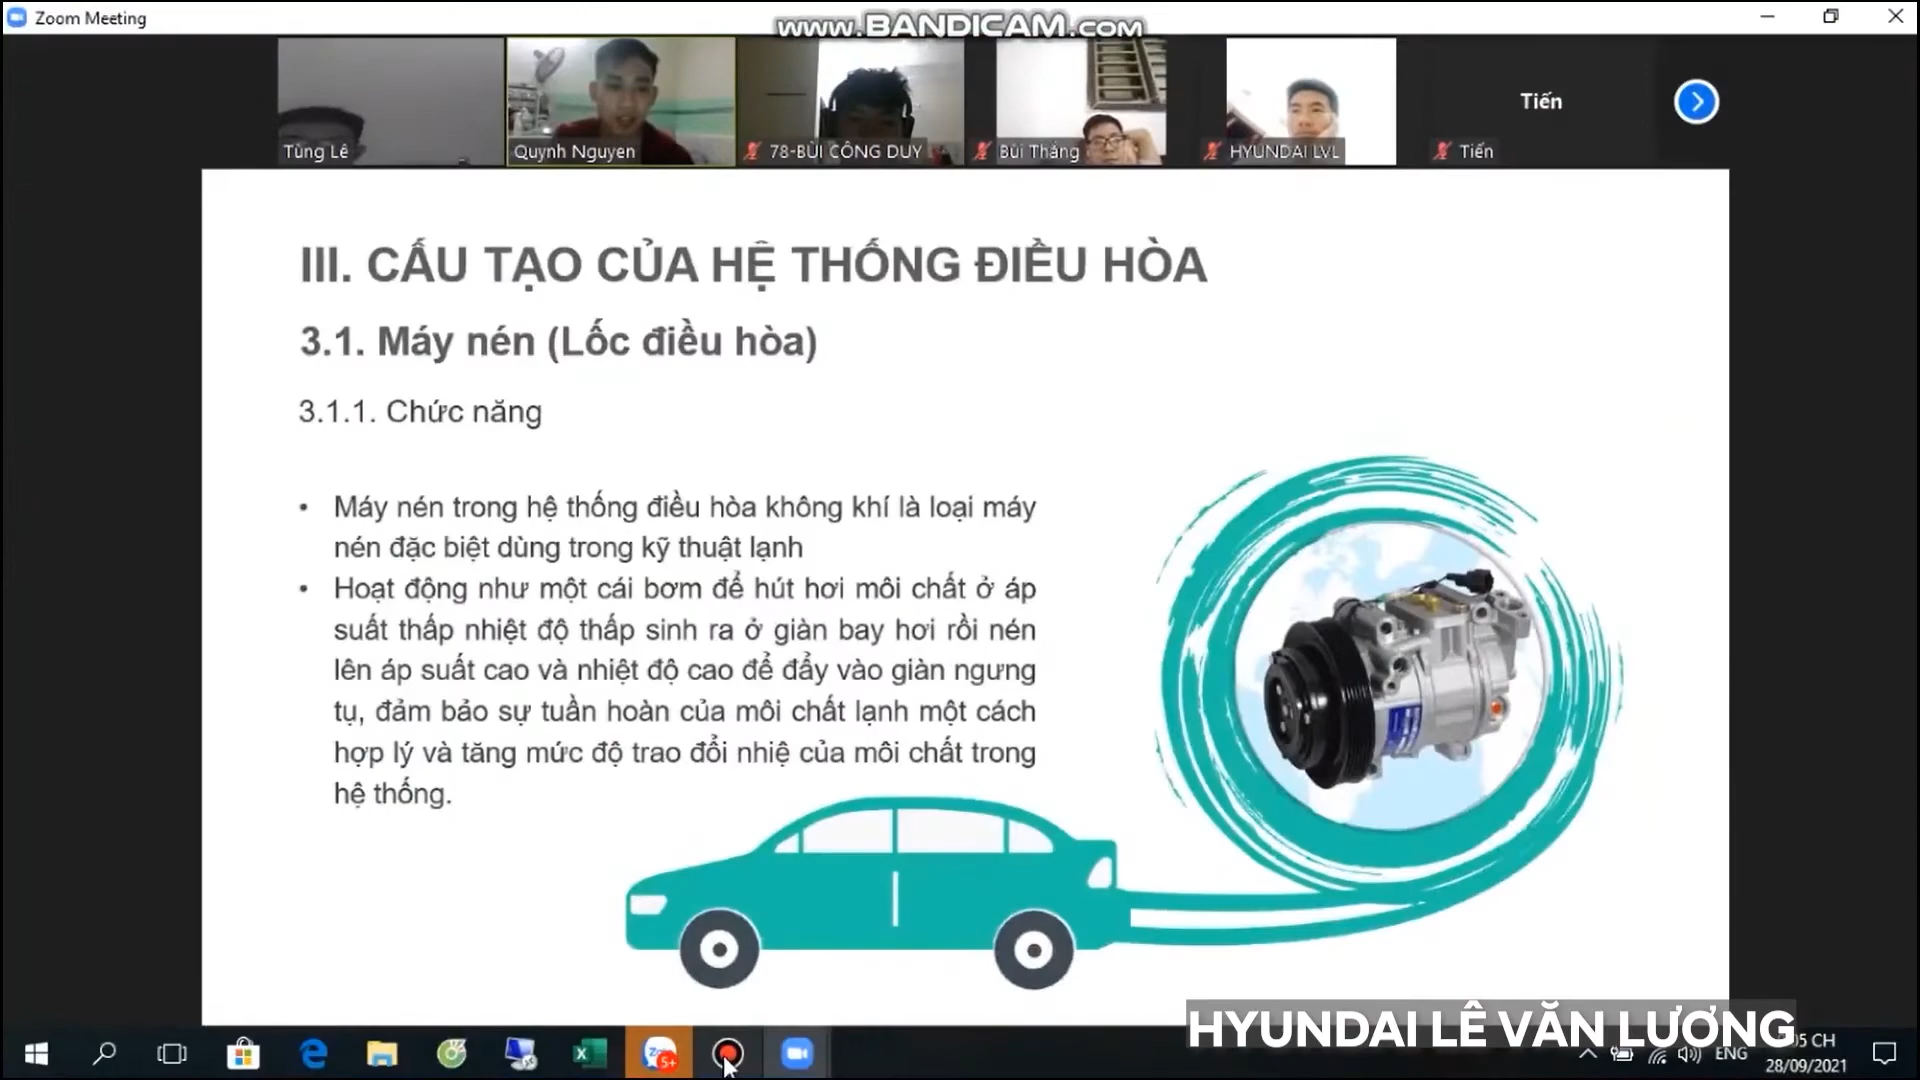 Zoom Meeting
www.BANDICAM.com
Tùng Lê
Quynh Nguyen
78-BÙI CÔNG DUY
Bùi Thắng
HYUNDAI LVL
Tiến
Tiến
III. CẤU TẠO CỦA HỆ THỐNG ĐIỀU HÒA
3.1. Máy nén (Lốc điều hòa)
3.1.1. Chức năng
• Máy nén trong hệ thống điều hòa không khí là loại máy
nén đặc biệt dùng trong kỹ thuật lạnh
• Hoạt động như một cái bơm để hút hơi môi chất ở áp
suất thấp nhiệt độ thấp sinh ra ở giàn bay hơi rồi nén
lên áp suất cao và nhiệt độ cao để đẩy vào giàn ngưng
tụ, đảm bảo sự tuần hoàn của môi chất lạnh một cách
hợp lý và tăng mức độ trao đổi nhiệ của môi chất trong
hệ thống.
HYUNDAI LÊ VĂN LƯƠNG
5+
ENG
05 CH
28/09/2021